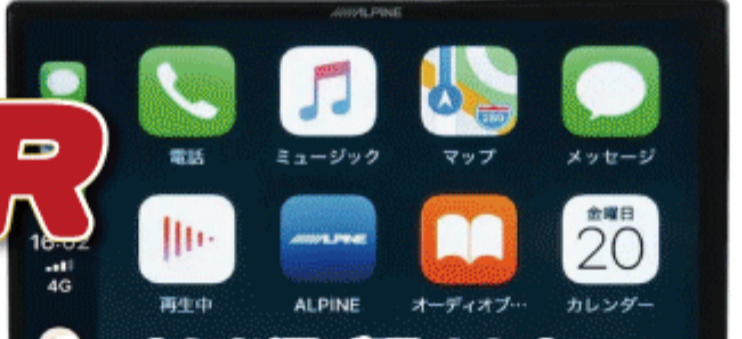 ALPINE
R
電話
ミュージック
マップ
メッセージ
280
金曜日
20
ALPINE
4G
再生中
ALPINE
オーディオブ…
カレンダー